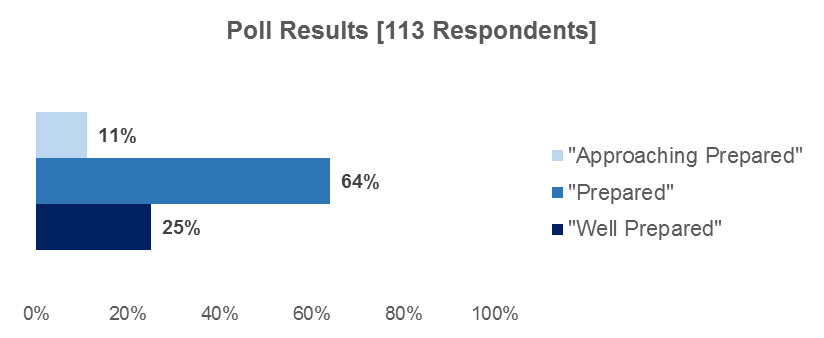 Poll Results [113 Respondents]
11%
64%
25%
"Approaching Prepared"
"Prepared"
"Well Prepared"
0% 20% 40% 60% 80% 100%